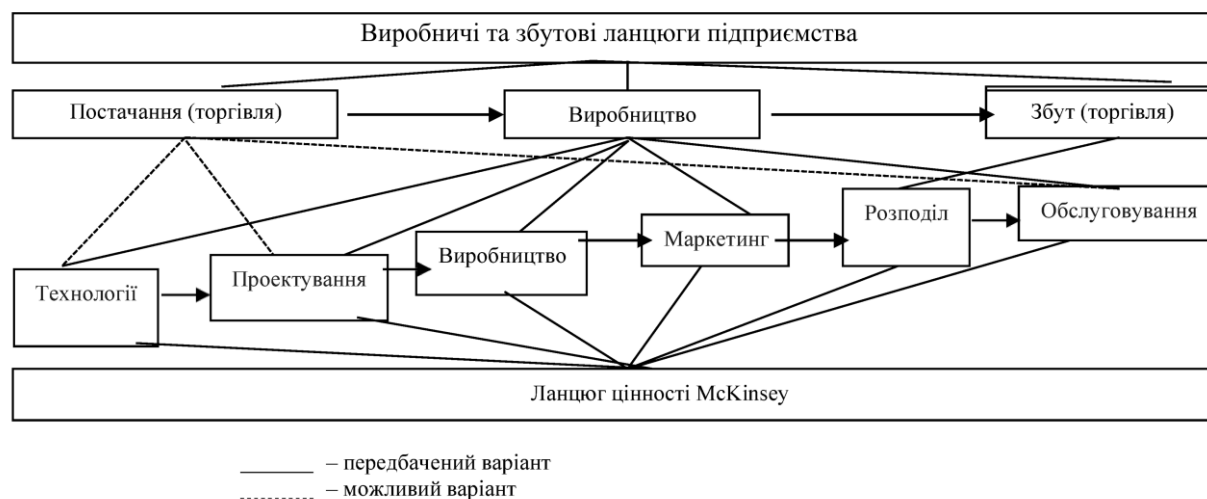 Виробничі та збутові ланцюги підприємства
Постачання (торгівля)
Виробництво
Збут (торгівля)
Технології
Проектування
Виробництво
Маркетинг
Розподіл
Обслуговування
Ланцюг цінності McKinsey
– передбачений варіант
– можливий варіант